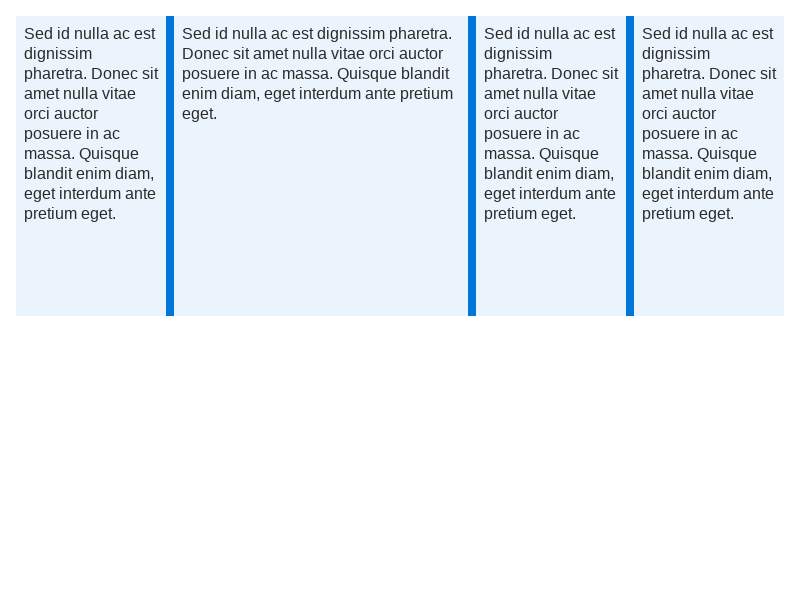 Sed id nulla ac est
dignissim
pharetra. Donec sit
amet nulla vitae
orci auctor
posuere in ac
massa. Quisque
blandit enim diam,
eget interdum ante
pretium eget.
Sed id nulla ac est dignissim pharetra.
Donec sit amet nulla vitae orci auctor
posuere in ac massa. Quisque blandit
enim diam, eget interdum ante pretium
eget.
Sed id nulla ac est
dignissim
pharetra. Donec sit
amet nulla vitae
orci auctor
posuere in ac
massa. Quisque
blandit enim diam,
eget interdum ante
pretium eget.
Sed id nulla ac est
dignissim
pharetra. Donec sit
amet nulla vitae
orci auctor
posuere in ac
massa. Quisque
blandit enim diam,
eget interdum ante
pretium eget.